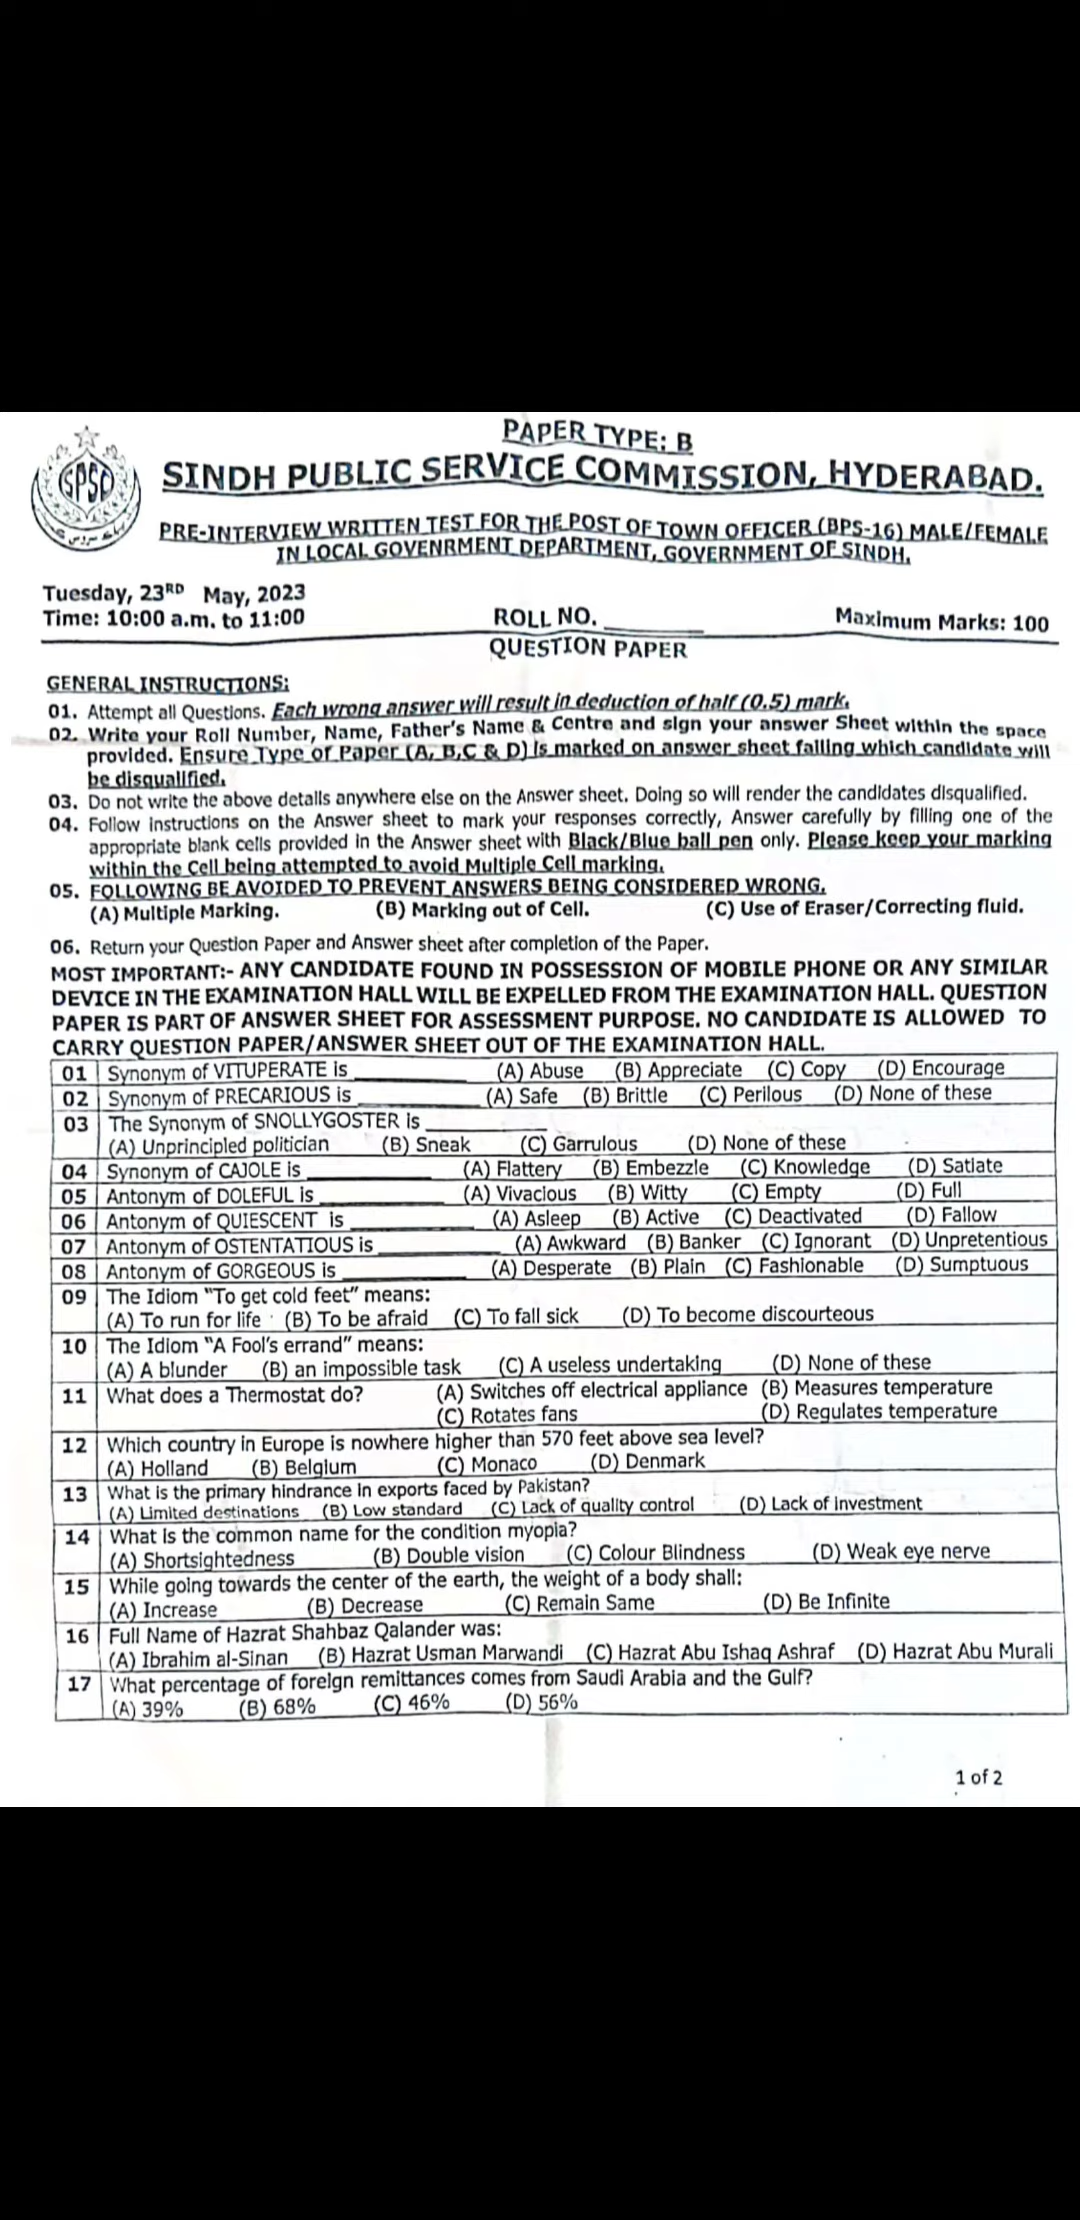 PAPER TYPE: B
SPSC
SINDH PUBLIC SERVICE COMMISSION, HYDERABAD.
PRE-INTERVIEW WRITTEN TEST FOR THE POST OF TOWN OFFICER (BPS-16) MALE/FEMALE
IN LOCAL GOVENRMENT DEPARTMENT, GOVERNMENT OF SINDH.
Tuesday, 23RD May, 2023
Time: 10:00 a.m. to 11:00 ROLL NO. ________ Maximum Marks: 100
QUESTION PAPER
GENERAL INSTRUCTIONS:
01. Attempt all Questions. Each wrong answer will result in deduction of half (0.5) mark.
02. Write your Roll Number, Name, Father's Name & Centre and sign your answer Sheet within the space
provided. Ensure Type of Paper (A, B,C & D) is marked on answer sheet falling which candidate will
be disqualified.
03. Do not write the above details anywhere else on the Answer sheet. Doing so will render the candidates disqualified.
04. Follow instructions on the Answer sheet to mark your responses correctly, Answer carefully by filling one of the
appropriate blank cells provided in the Answer sheet with Black/Blue ball pen only. Please keep your marking
within the Cell being attempted to avoid Multiple Cell marking.
05. FOLLOWING BE AVOIDED TO PREVENT ANSWERS BEING CONSIDERED WRONG.
(A) Multiple Marking. (B) Marking out of Cell. (C) Use of Eraser/Correcting fluid.
06. Return your Question Paper and Answer sheet after completion of the Paper.
MOST IMPORTANT:- ANY CANDIDATE FOUND IN POSSESSION OF MOBILE PHONE OR ANY SIMILAR
DEVICE IN THE EXAMINATION HALL WILL BE EXPELLED FROM THE EXAMINATION HALL. QUESTION
PAPER IS PART OF ANSWER SHEET FOR ASSESSMENT PURPOSE. NO CANDIDATE IS ALLOWED TO
CARRY QUESTION PAPER/ANSWER SHEET OUT OF THE EXAMINATION HALL.
01 Synonym of VITUPERATE is ________ (A) Abuse (B) Appreciate (C) Copy (D) Encourage
02 Synonym of PRECARIOUS is ________ (A) Safe (B) Brittle (C) Perilous (D) None of these
03 The Synonym of SNOLLYGOSTER is ________
(A) Unprincipled politician (B) Sneak (C) Garrulous (D) None of these
04 Synonym of CAJOLE is ________ (A) Flattery (B) Embezzle (C) Knowledge (D) Satiate
05 Antonym of DOLEFUL is ________ (A) Vivacious (B) Witty (C) Empty (D) Full
06 Antonym of QUIESCENT is ________ (A) Asleep (B) Active (C) Deactivated (D) Fallow
07 Antonym of OSTENTATIOUS is ________ (A) Awkward (B) Banker (C) Ignorant (D) Unpretentious
08 Antonym of GORGEOUS is ________ (A) Desperate (B) Plain (C) Fashionable (D) Sumptuous
09 The Idiom "To get cold feet" means:
(A) To run for life (B) To be afraid (C) To fall sick (D) To become discourteous
10 The Idiom "A Fool's errand" means:
(A) A blunder (B) an impossible task (C) A useless undertaking (D) None of these
11 What does a Thermostat do? (A) Switches off electrical appliance (B) Measures temperature
(C) Rotates fans (D) Regulates temperature
12 Which country in Europe is nowhere higher than 570 feet above sea level?
(A) Holland (B) Belgium (C) Monaco (D) Denmark
13 What is the primary hindrance in exports faced by Pakistan?
(A) Limited destinations (B) Low standard (C) Lack of quality control (D) Lack of investment
14 What is the common name for the condition myopia?
(A) Shortsightedness (B) Double vision (C) Colour Blindness (D) Weak eye nerve
15 While going towards the center of the earth, the weight of a body shall:
(A) Increase (B) Decrease (C) Remain Same (D) Be Infinite
16 Full Name of Hazrat Shahbaz Qalander was:
(A) Ibrahim al-Sinan (B) Hazrat Usman Marwandi (C) Hazrat Abu Ishaq Ashraf (D) Hazrat Abu Murali
17 What percentage of foreign remittances comes from Saudi Arabia and the Gulf?
(A) 39% (B) 68% (C) 46% (D) 56%
1 of 2